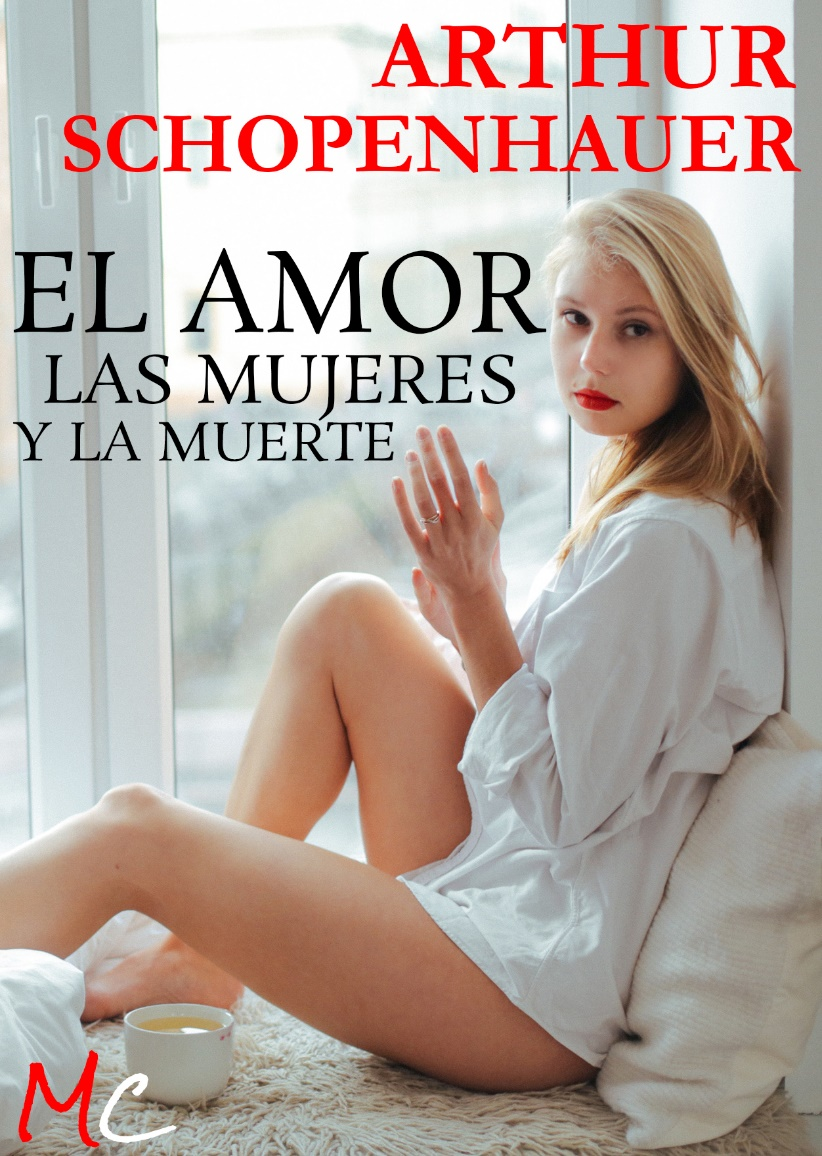 ARTHUR
SCHOPENHAUER
EL AMOR
LAS MUJERES
Y LA MUERTE
MC